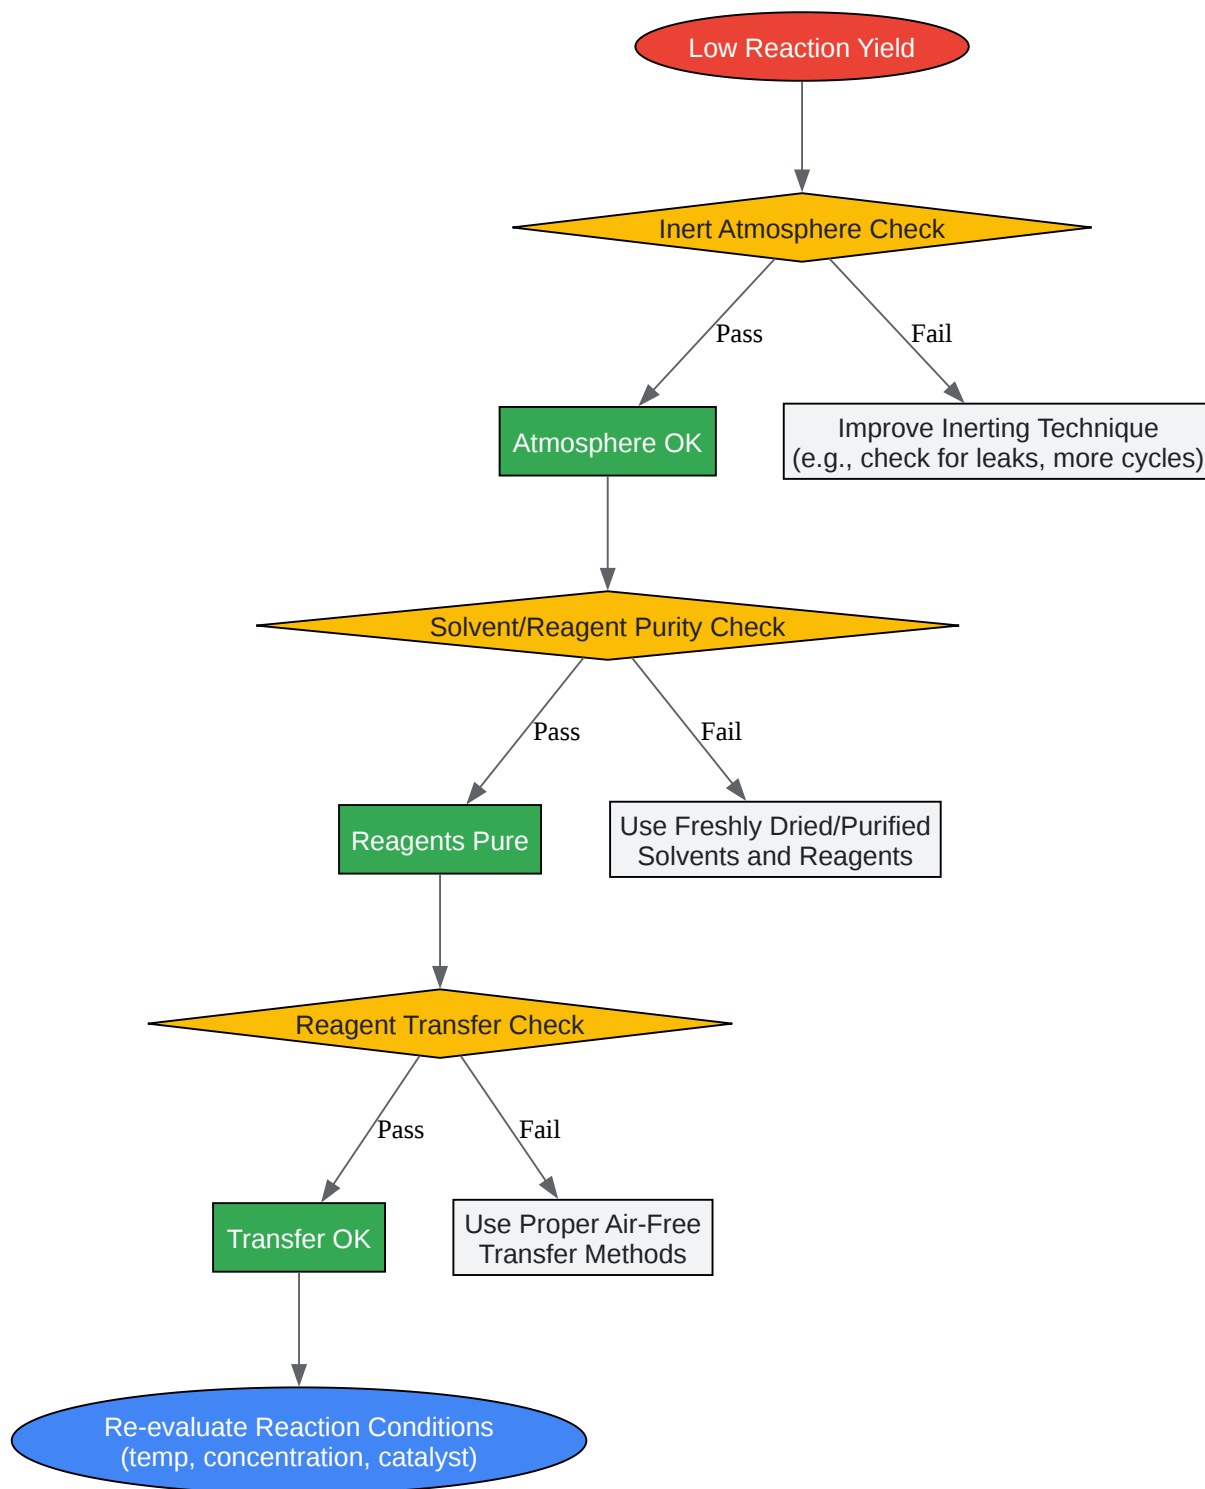 Low Reaction Yield
Inert Atmosphere Check
Pass
Fail
Atmosphere OK
Improve Inerting Technique
(e.g., check for leaks, more cycles)
Solvent/Reagent Purity Check
Pass
Fail
Reagents Pure
Use Freshly Dried/Purified
Solvents and Reagents
Reagent Transfer Check
Pass
Fail
Transfer OK
Use Proper Air-Free
Transfer Methods
Re-evaluate Reaction Conditions
(temp, concentration, catalyst)